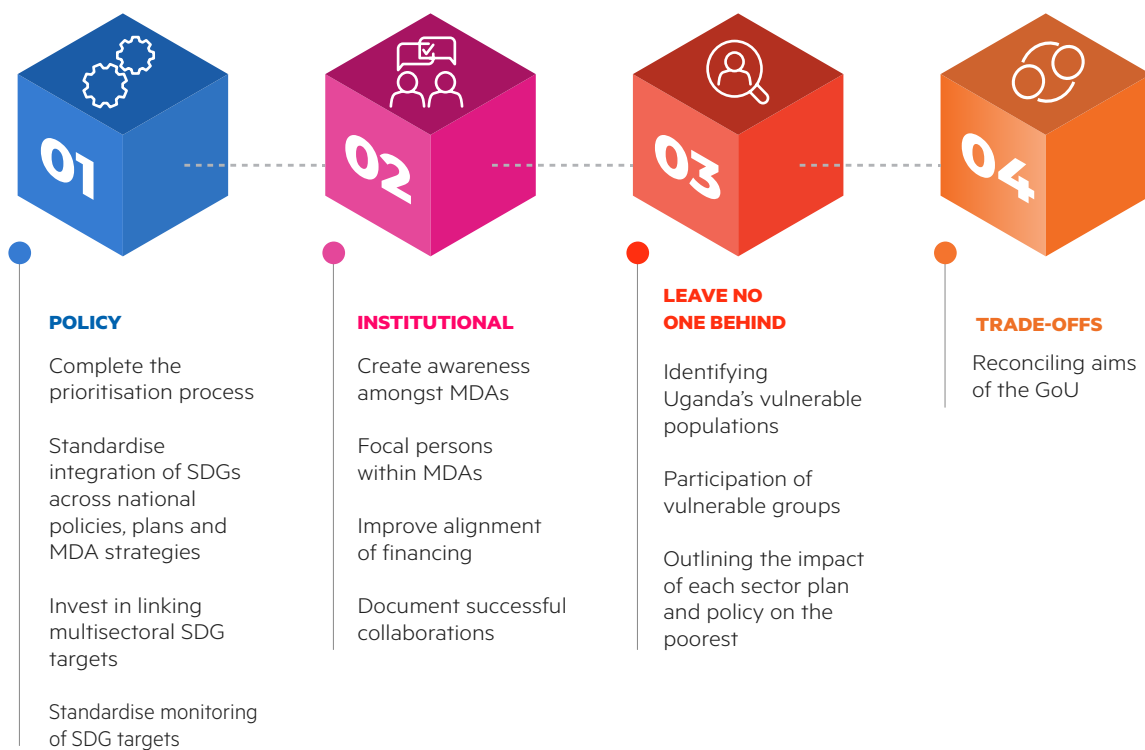 01
02
03
04
POLICY
Complete the
prioritisation process
Standardise
integration of SDGs
across national
policies, plans and
MDA strategies
Invest in linking
multisectoral SDG
targets
Standardise monitoring
of SDG targets
INSTITUTIONAL
Create awareness
amongst MDAs
Focal persons
within MDAs
Improve alignment
of financing
Document successful
collaborations
LEAVE NO
ONE BEHIND
Identifying
Uganda’s vulnerable
populations
Participation of
vulnerable groups
Outlining the impact
of each sector plan
and policy on the
poorest
TRADE-OFFS
Reconciling aims
of the GoU